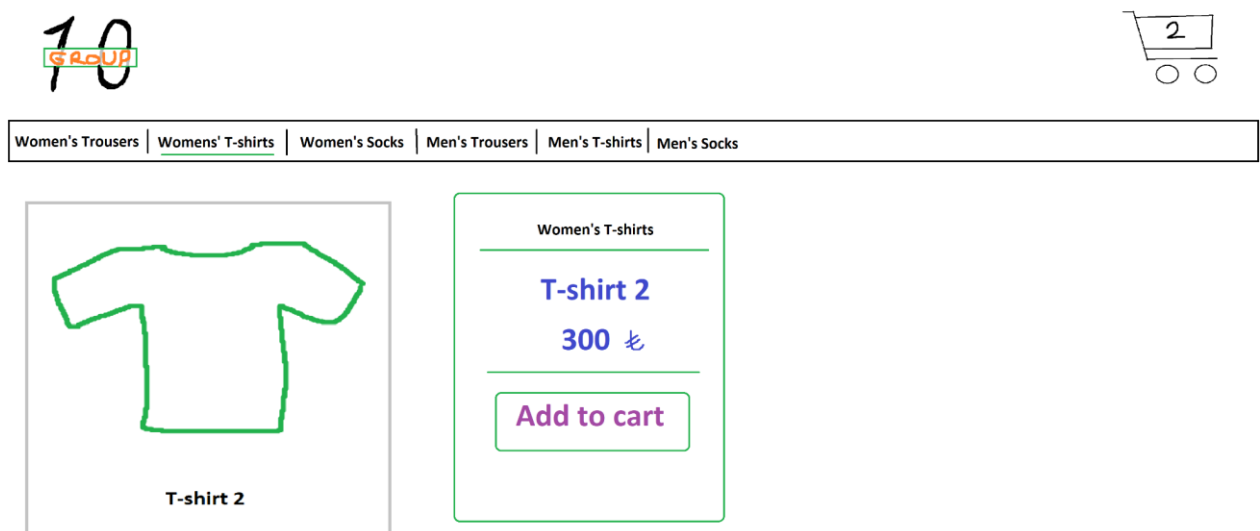 10
GROUP
2
Women's Trousers | Womens' T-shirts | Women's Socks | Men's Trousers | Men's T-shirts | Men's Socks
T-shirt 2
Women's T-shirts
T-shirt 2
300 ₺
Add to cart